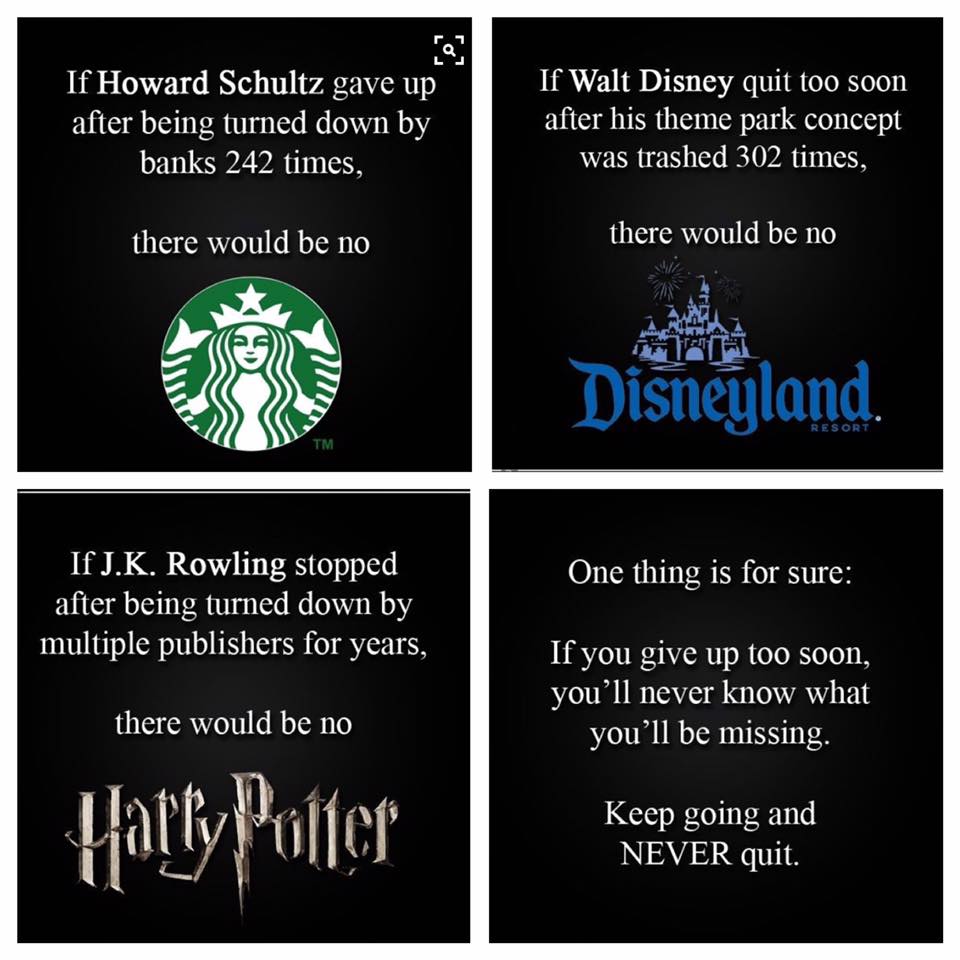 If Howard Schultz gave up
after being turned down by
banks 242 times,
there would be no
TM
If Walt Disney quit too soon
after his theme park concept
was trashed 302 times,
there would be no
Disneyland
RESORT
If J.K. Rowling stopped
after being turned down by
multiple publishers for years,
there would be no
Harry Potter
One thing is for sure:
If you give up too soon,
you’ll never know what
you’ll be missing.
Keep going and
NEVER quit.